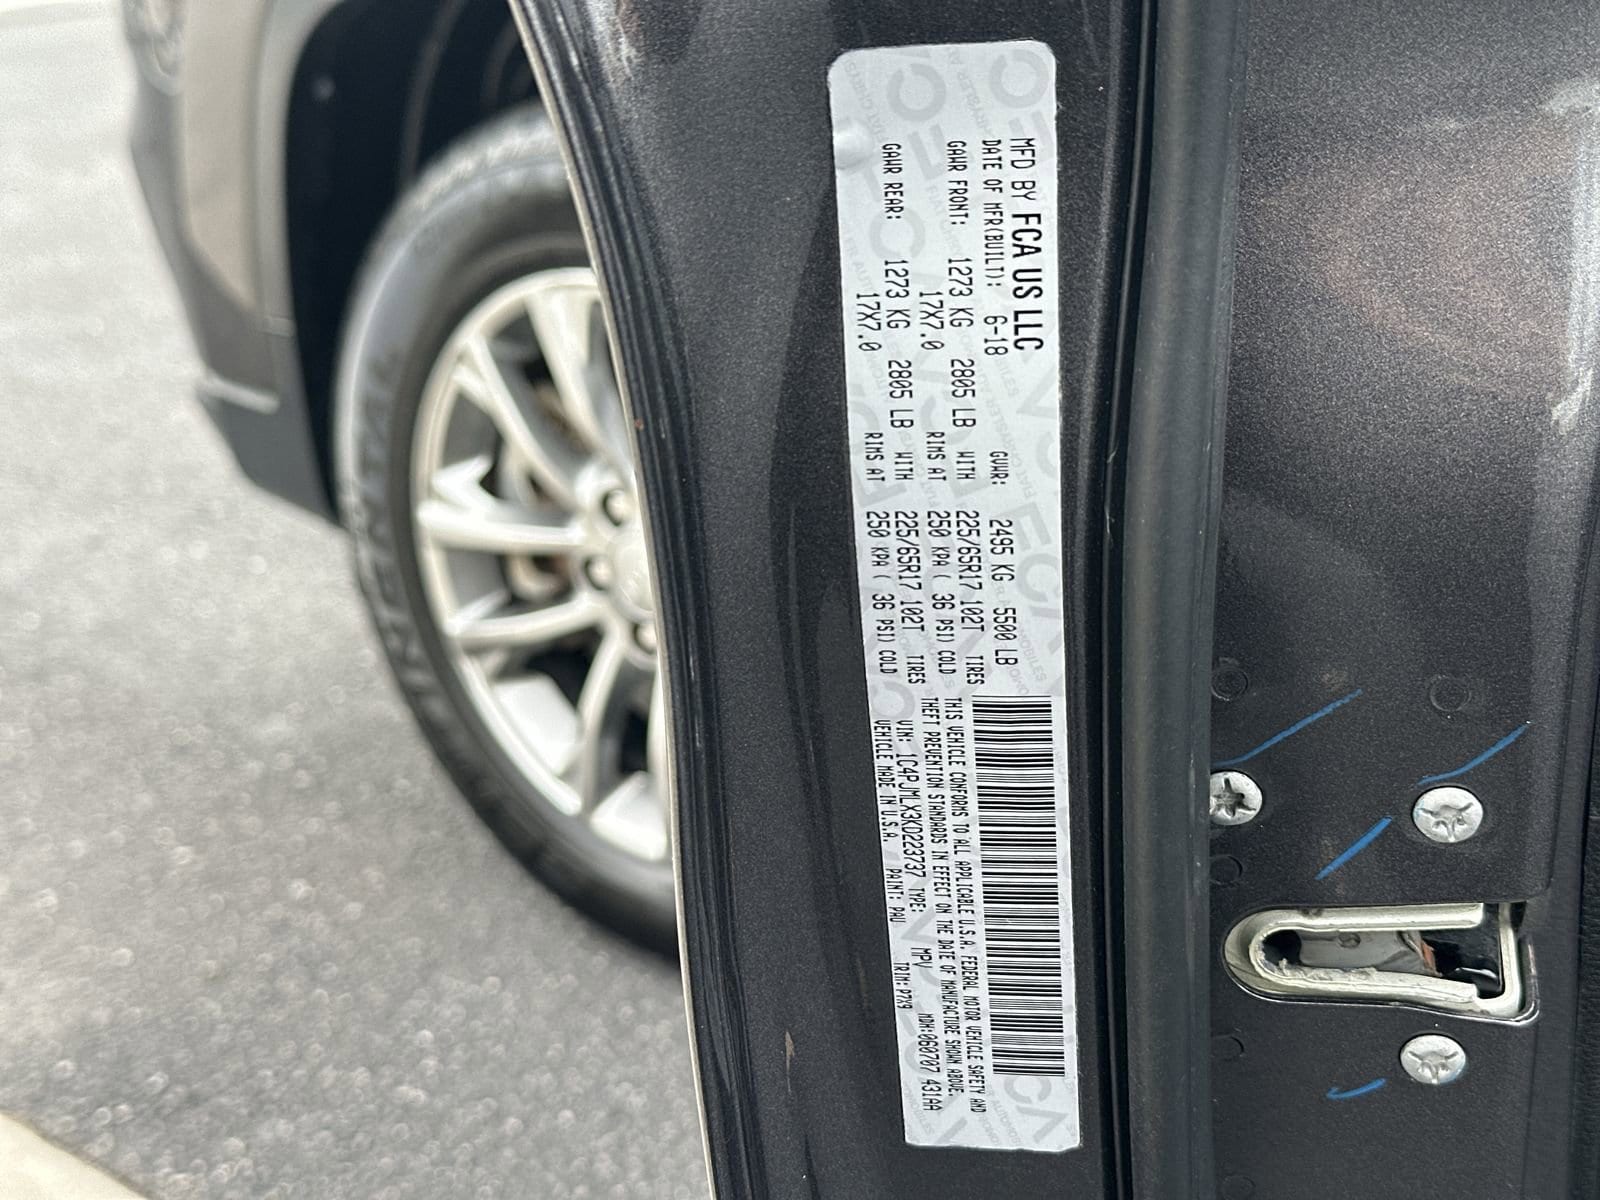 MFD BY FCA US LLC
DATE OF MFR(BUILT): 6-18 GVWR: 2495 KG 5500 LB
GAWR FRONT: 1273 KG 2805 LB WITH 225/65R17 102T TIRES
17X7.0 RIMS AT 250 KPA ( 36 PSI) COLD
GAWR REAR: 1273 KG 2805 LB WITH 225/65R17 102T TIRES
17X7.0 RIMS AT 250 KPA ( 36 PSI) COLD
THIS VEHICLE CONFORMS TO ALL APPLICABLE U.S.A. FEDERAL MOTOR VEHICLE SAFETY AND
THEFT PREVENTION STANDARDS IN EFFECT ON THE DATE OF MANUFACTURE SHOWN ABOVE.
VIN: 1C4PJMLX3KD223737 TYPE: MPV MDH:060707 431AA
VEHICLE MADE IN U.S.A. PAINT: PAU TRIM: P7X9